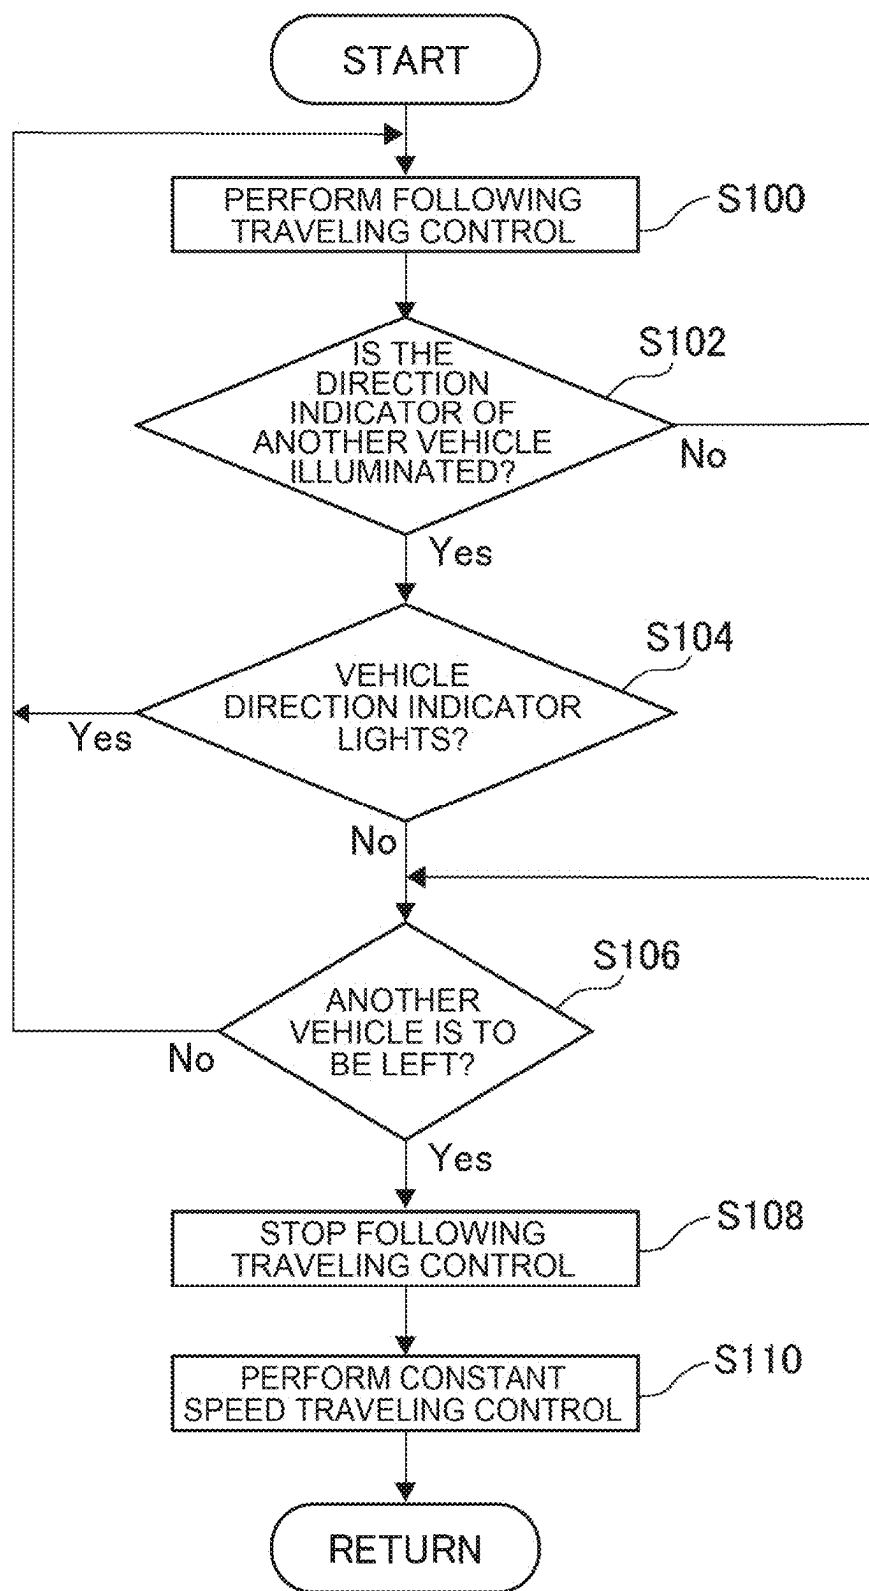 START
PERFORM FOLLOWING
TRAVELING CONTROL
S100
IS THE
DIRECTION
INDICATOR OF
ANOTHER VEHICLE
ILLUMINATED?
S102
No
Yes
VEHICLE
DIRECTION INDICATOR
LIGHTS?
S104
Yes
No
ANOTHER
VEHICLE IS TO
BE LEFT?
S106
No
Yes
STOP FOLLOWING
TRAVELING CONTROL
S108
PERFORM CONSTANT
SPEED TRAVELING CONTROL
S110
RETURN